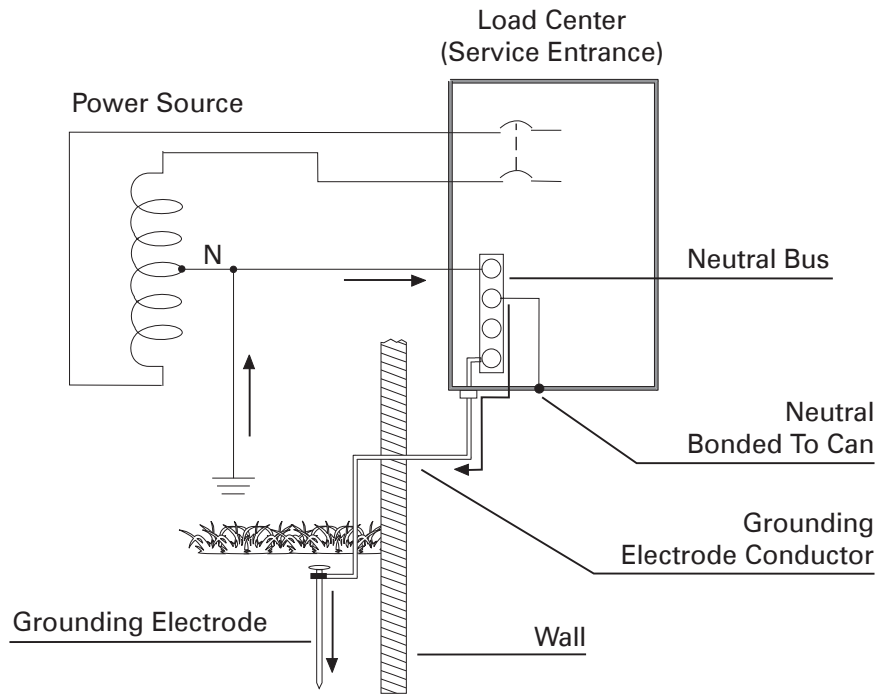 Load Center
(Service Entrance)
Power Source
N
Neutral Bus
Neutral
Bonded To Can
Grounding
Electrode Conductor
Grounding Electrode
Wall